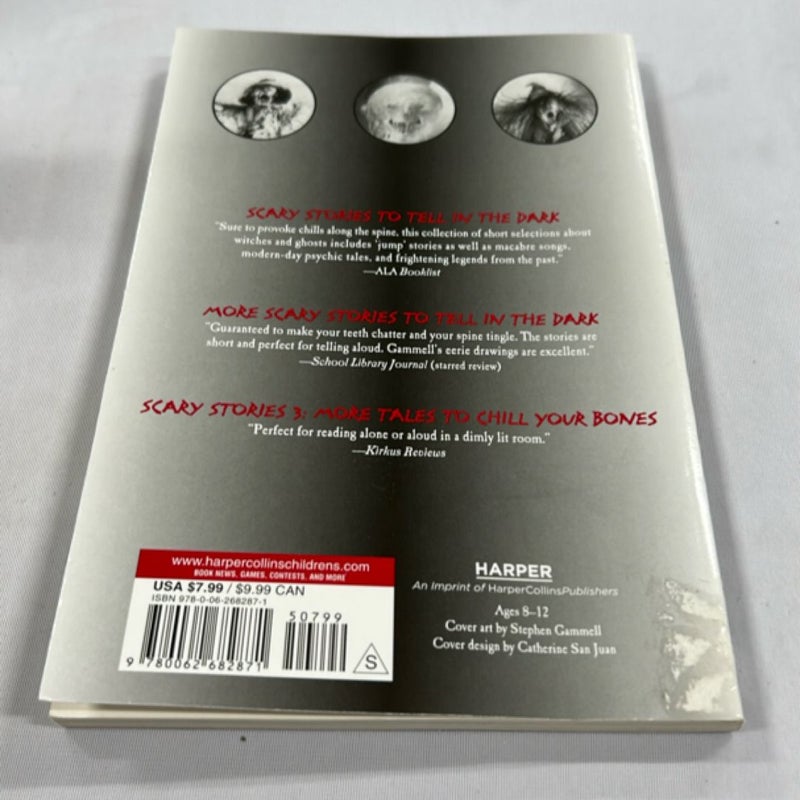 SCARY STORIES TO TELL IN THE DARK
"Sure to provoke chills along the spine, this collection of short selections about
witches and ghosts includes 'jump' stories as well as macabre songs,
modern-day psychic tales, and frightening legends from the past."
—ALA Booklist
MORE SCARY STORIES TO TELL IN THE DARK
"Guaranteed to make your teeth chatter and your spine tingle. The stories are
short and perfect for telling aloud. Gammell's eerie drawings are excellent."
—School Library Journal (starred review)
SCARY STORIES 3: MORE TALES TO CHILL YOUR BONES
"Perfect for reading alone or aloud in a dimly lit room."
—Kirkus Reviews
www.harpercollinschildrens.com
BOOK NEWS, GAMES, CONTESTS, AND MORE
USA $7.99 / $9.99 CAN
ISBN 978-0-06-268287-1
50799
9 780062 682871
S
HARPER
An Imprint of HarperCollinsPublishers
Ages 8–12
Cover art by Stephen Gammell
Cover design by Catherine San Juan